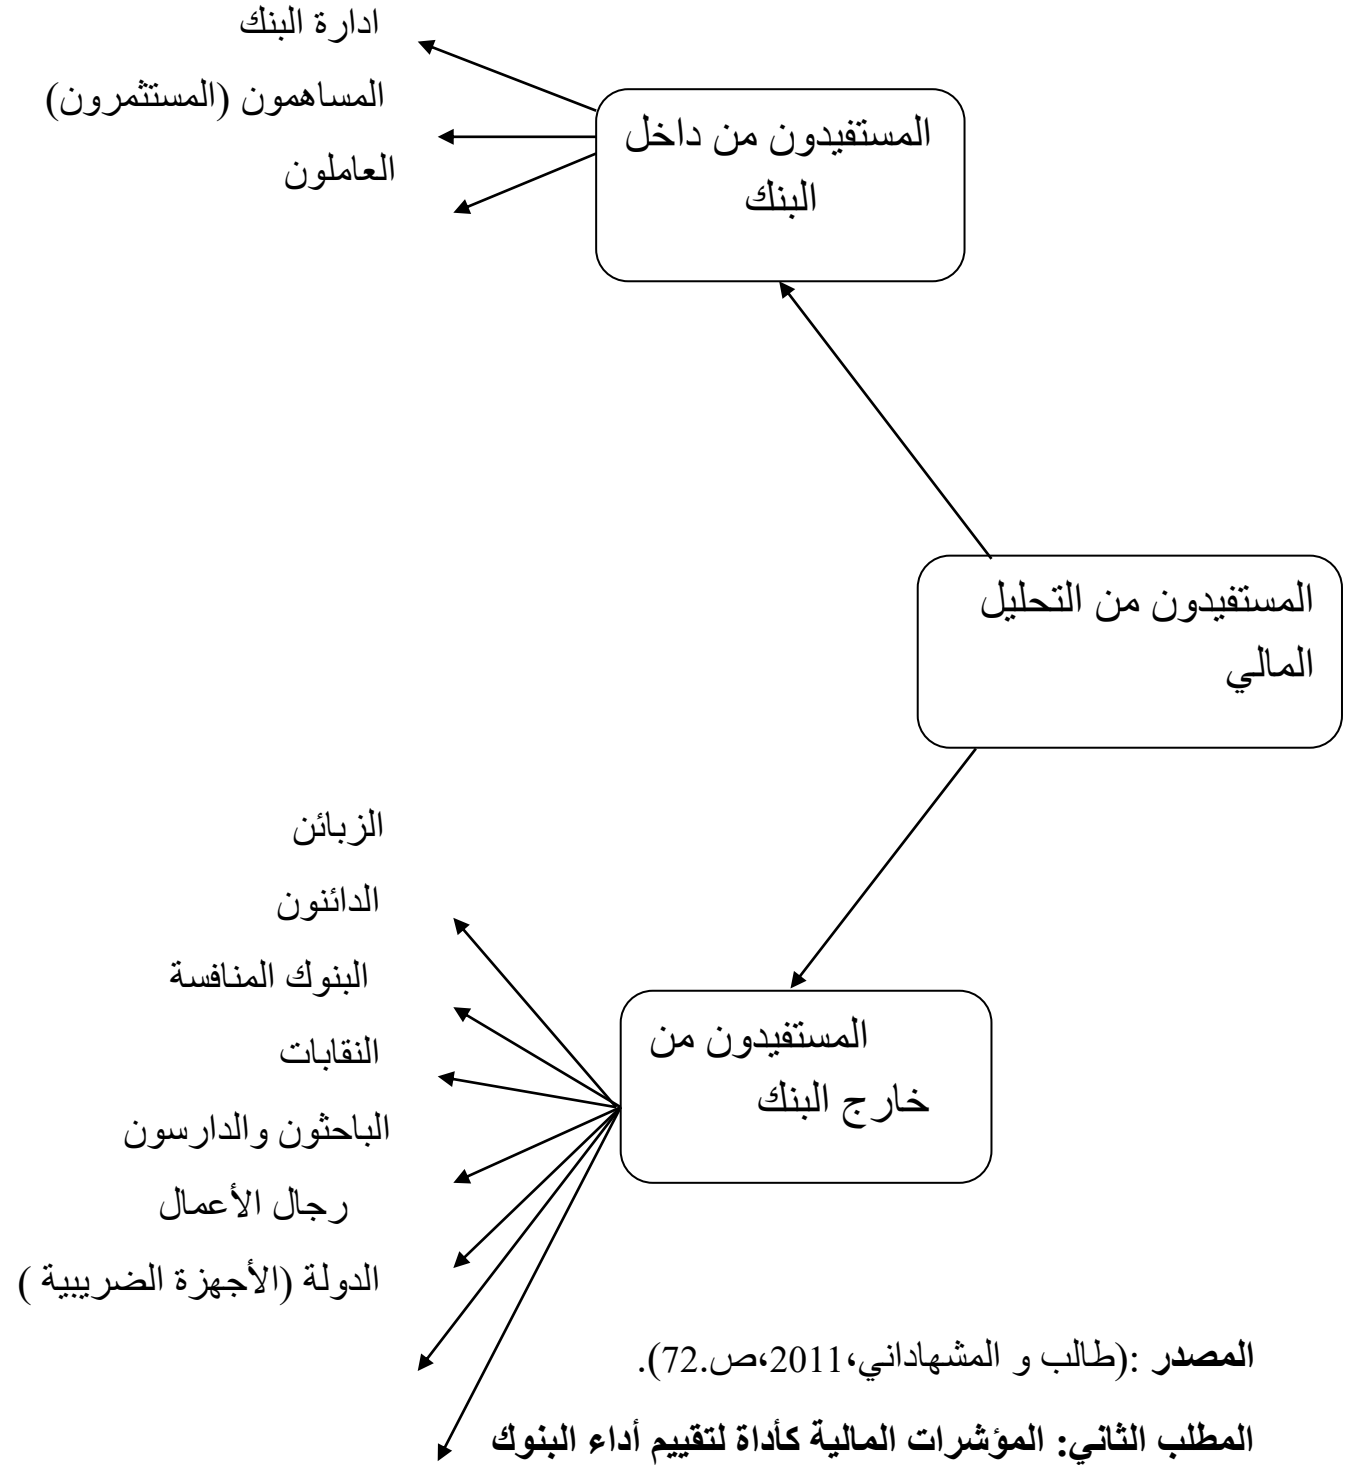 ادارة البنك
المساهمون (المستثمرون)
العاملون
المستفيدون من داخل
البنك
المستفيدون من التحليل
المالي
الزبائن
الدائنون
البنوك المنافسة
النقابات
الباحثون والدارسون
رجال الأعمال
الدولة (الأجهزة الضريبية )
المستفيدون من
خارج البنك
المصدر :(طالب و المشهاداني،2011،ص.72).
المطلب الثاني: المؤشرات المالية كأداة لتقييم أداء البنوك